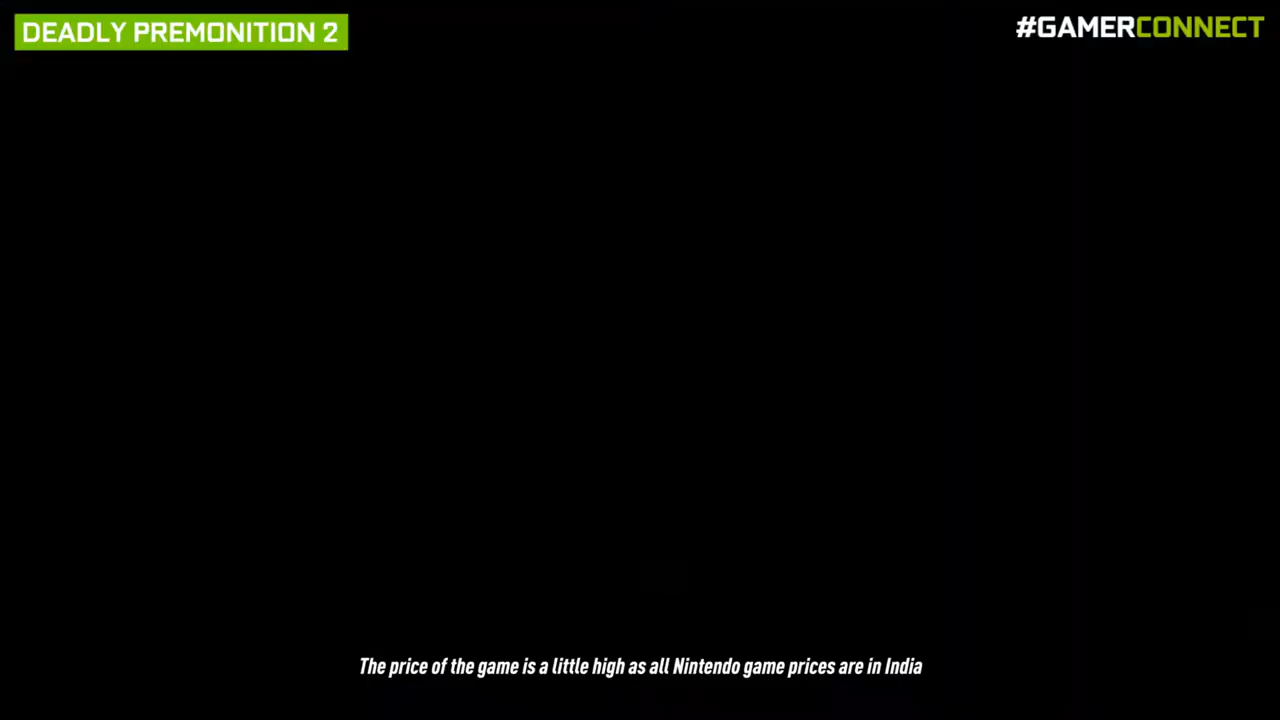 DEADLY PREMONITION 2
#GAMERCONNECT
The price of the game is a little high as all Nintendo game prices are in India